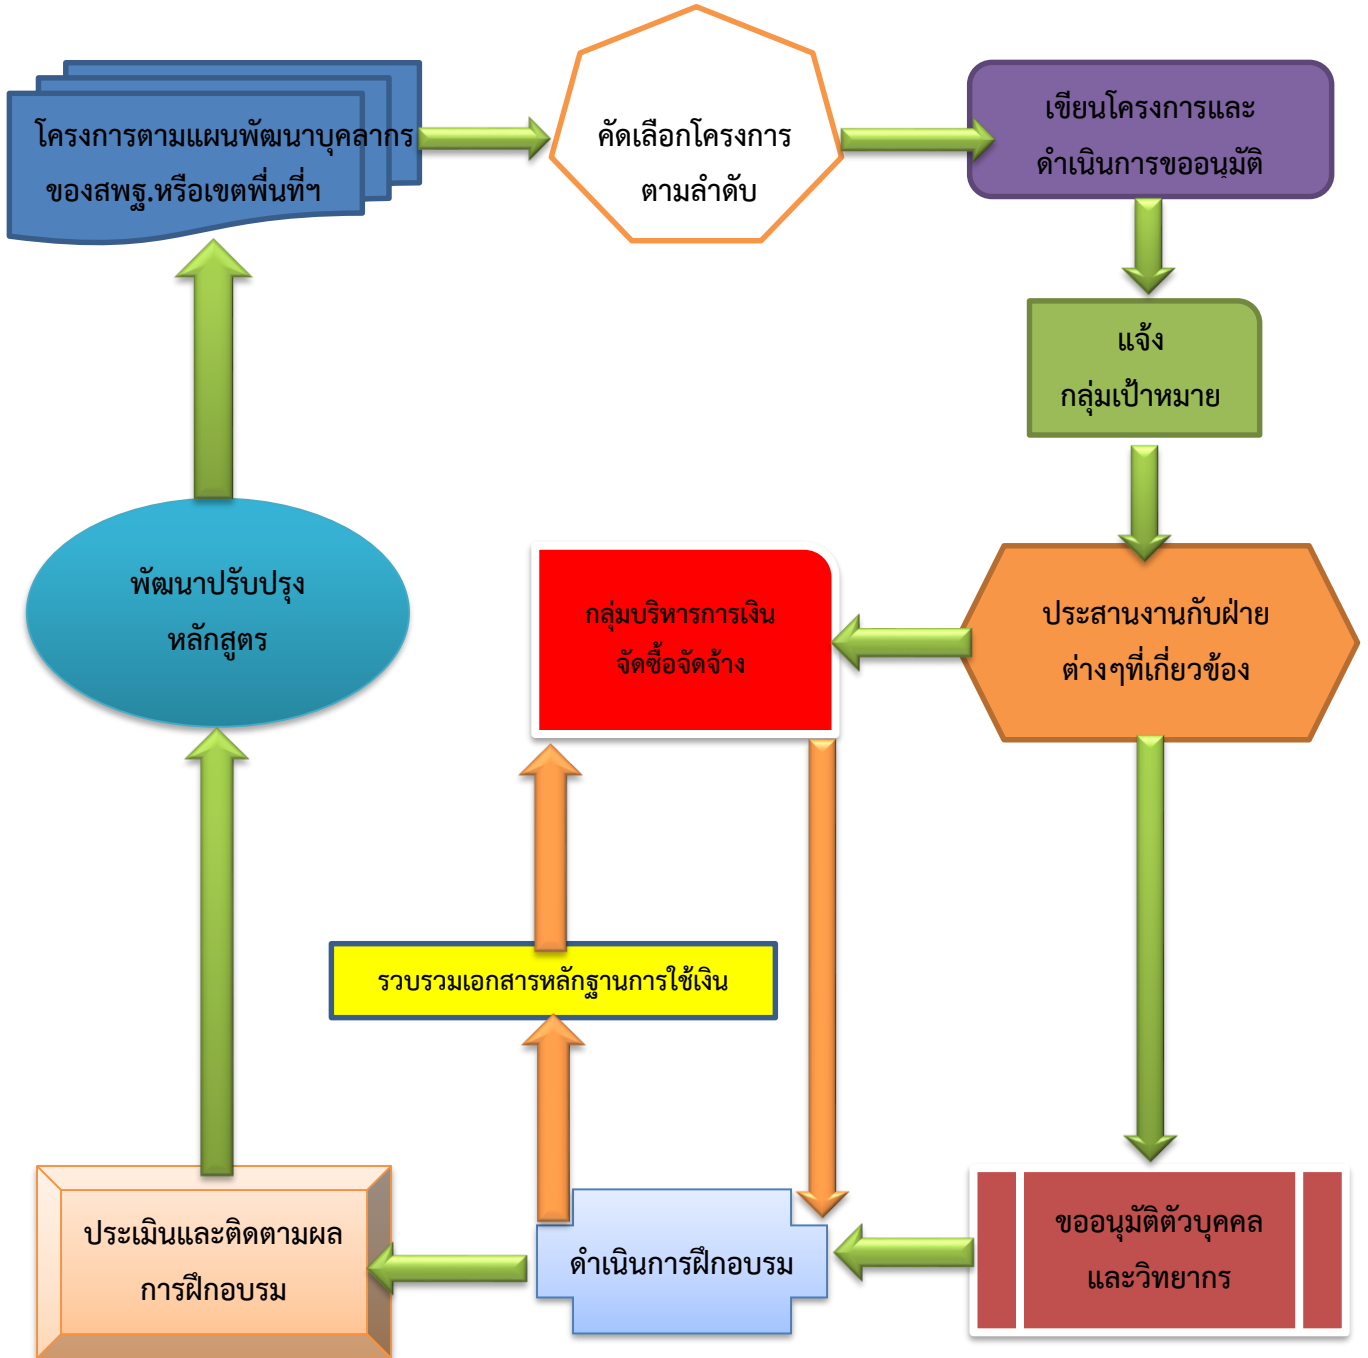 โครงการตามแผนพัฒนาบุคลากร
ของสพฐ.หรือเขตพื่นที่ฯ
คัดเลือกโครงการ
ตามลำดับ
เขียนโครงการและ
ดำเนินการขออนุมัติ
แจ้ง
กลุ่มเป้าหมาย
พัฒนาปรับปรุง
หลักสูตร
กลุ่มบริหารการเงิน
จัดซื้อจัดจ้าง
ประสานงานกับฝ่าย
ต่างๆที่เกี่ยวข้อง
รวบรวมเอกสารหลักฐานการใช้เงิน
ประเมินและติดตามผล
การฝึกอบรม
ดำเนินการฝึกอบรม
ขออนุมัติตัวบุคคล
และวิทยากร